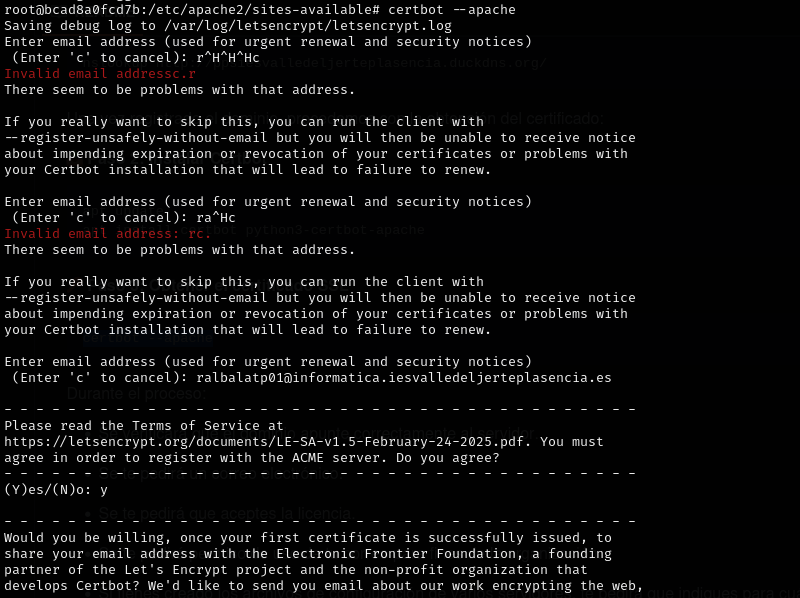 root@bcad8a0fcd7b:/etc/apache2/sites-available# certbot --apache
Saving debug log to /var/log/letsencrypt/letsencrypt.log
Enter email address (used for urgent renewal and security notices)
(Enter 'c' to cancel): r^H^H^Hc
Invalid email addressc.r
There seem to be problems with that address.
If you really want to skip this, you can run the client with
--register-unsafely-without-email but you will then be unable to receive notice
about impending expiration or revocation of your certificates or problems with
your Certbot installation that will lead to failure to renew.
Enter email address (used for urgent renewal and security notices)
(Enter 'c' to cancel): ra^Hc
Invalid email address: rc.
There seem to be problems with that address.
If you really want to skip this, you can run the client with
--register-unsafely-without-email but you will then be unable to receive notice
about impending expiration or revocation of your certificates or problems with
your Certbot installation that will lead to failure to renew.
Enter email address (used for urgent renewal and security notices)
(Enter 'c' to cancel): ralbalatp01@informatica.iesvalledeljerteplasencia.es
Durante el proceso:
- - - - - - - - - - - - - - - - - - - - - - - - - - - - - - - - - - - - - - - -
Please read the Terms of Service at
https://letsencrypt.org/documents/LE-SA-v1.5-February-24-2025.pdf. You must
agree in order to register with the ACME server. Do you agree?
- - - - - - - - - - - - - - - - - - - - - - - - - - - - - - - - - - - - - - - -
(Y)es/(N)o: y
Se te pedirá que aceptes la licencia.
- - - - - - - - - - - - - - - - - - - - - - - - - - - - - - - - - - - - - - - -
Would you be willing, once your first certificate is successfully issued, to
share your email address with the Electronic Frontier Foundation, a founding
partner of the Let's Encrypt project and the non-profit organization that
develops Certbot? We'd like to send you email about our work encrypting the web,